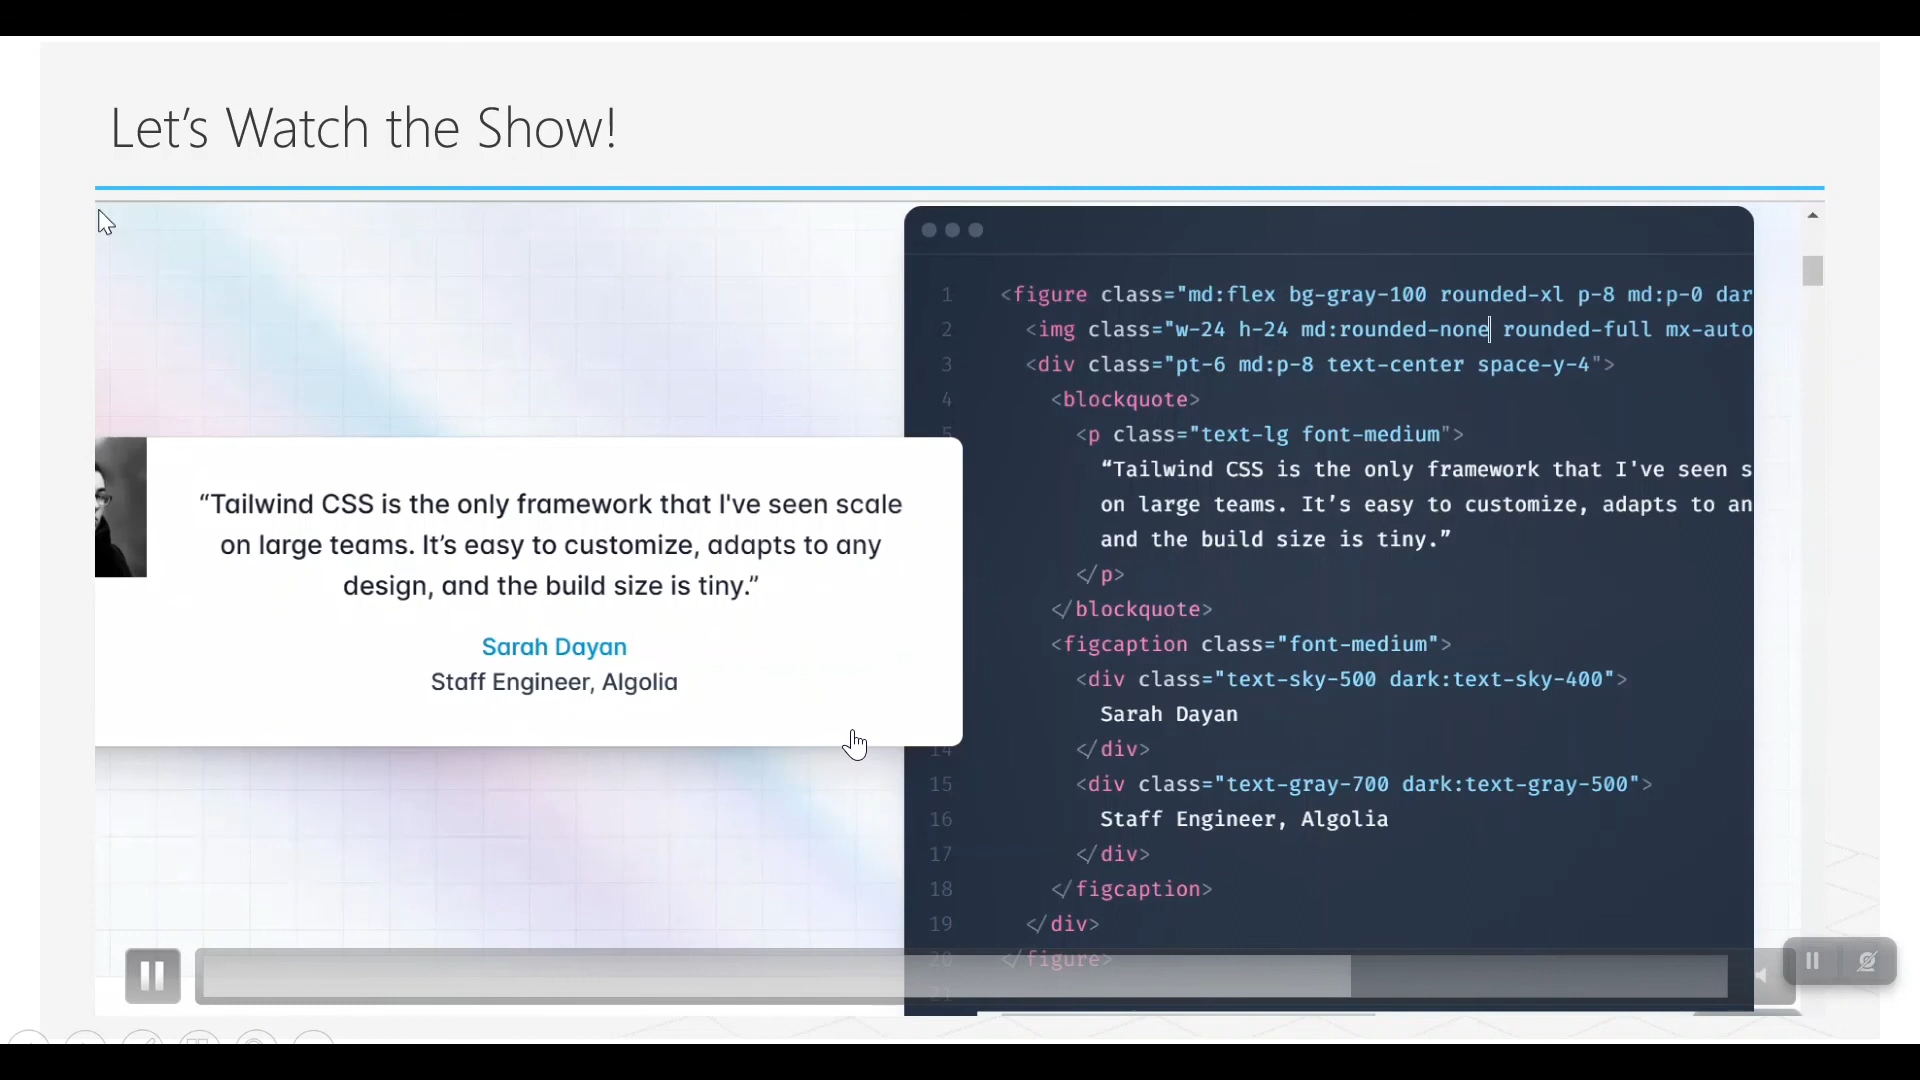 Let's Watch the Show!
“Tailwind CSS is the only framework that I've seen scale
on large teams. It’s easy to customize, adapts to any
design, and the build size is tiny.”
Sarah Dayan
Staff Engineer, Algolia
1 <figure class="md:flex bg-gray-100 rounded-xl p-8 md:p-0 dar
2 <img class="w-24 h-24 md:rounded-none rounded-full mx-auto
3 <div class="pt-6 md:p-8 text-center space-y-4">
4 <blockquote>
5 <p class="text-lg font-medium">
“Tailwind CSS is the only framework that I've seen s
on large teams. It’s easy to customize, adapts to an
and the build size is tiny.”
</p>
</blockquote>
<figcaption class="font-medium">
<div class="text-sky-500 dark:text-sky-400">
Sarah Dayan
14 </div>
15 <div class="text-gray-700 dark:text-gray-500">
16 Staff Engineer, Algolia
17 </div>
18 </figcaption>
19 </div>
20 </figure>
21